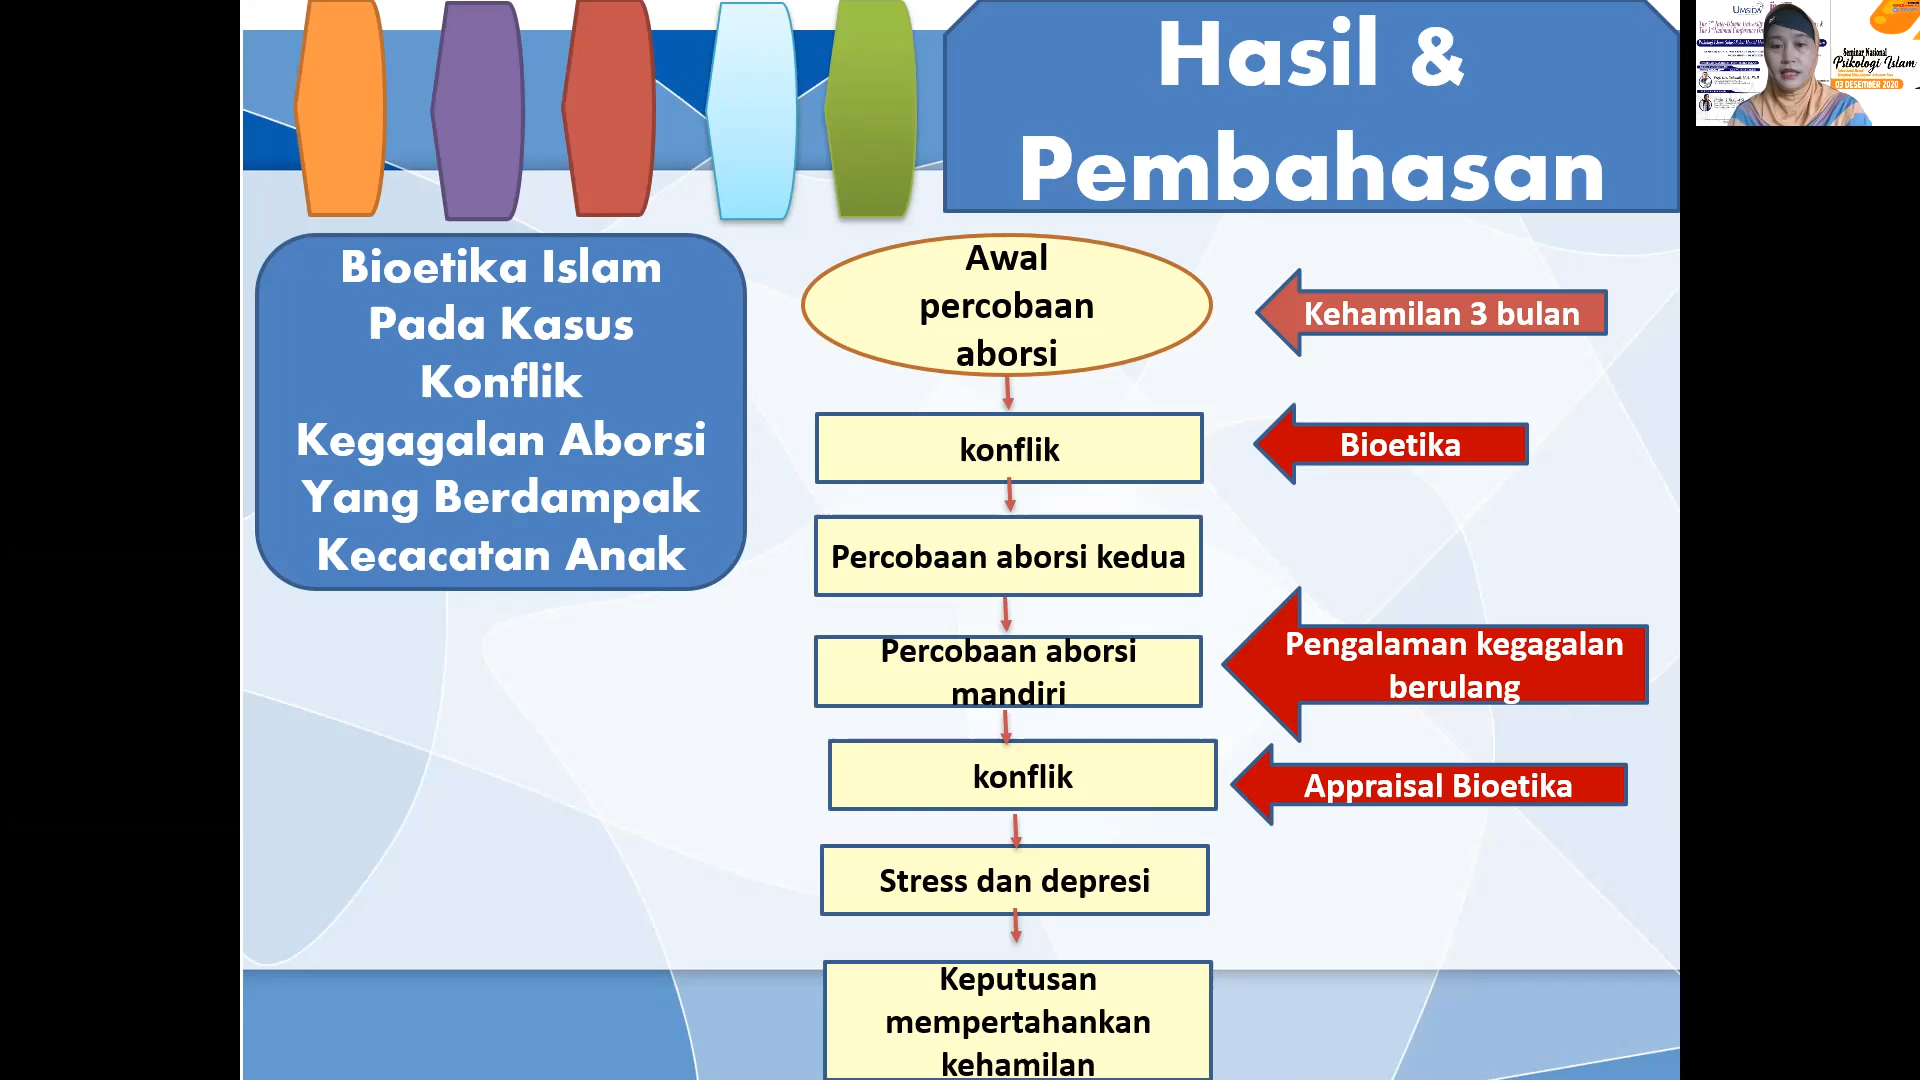 Hasil &
Pembahasan
Bioetika Islam
Pada Kasus
Konflik
Kegagalan Aborsi
Yang Berdampak
Kecacatan Anak
Awal
percobaan
aborsi
Kehamilan 3 bulan
konflik
Bioetika
Percobaan aborsi kedua
Percobaan aborsi
mandiri
Pengalaman kegagalan
berulang
konflik
Appraisal Bioetika
Stress dan depresi
Keputusan
mempertahankan
kehamilan
UMSIDA
Seminar Nasional
Psikologi Islam
03 DESEMBER 2020